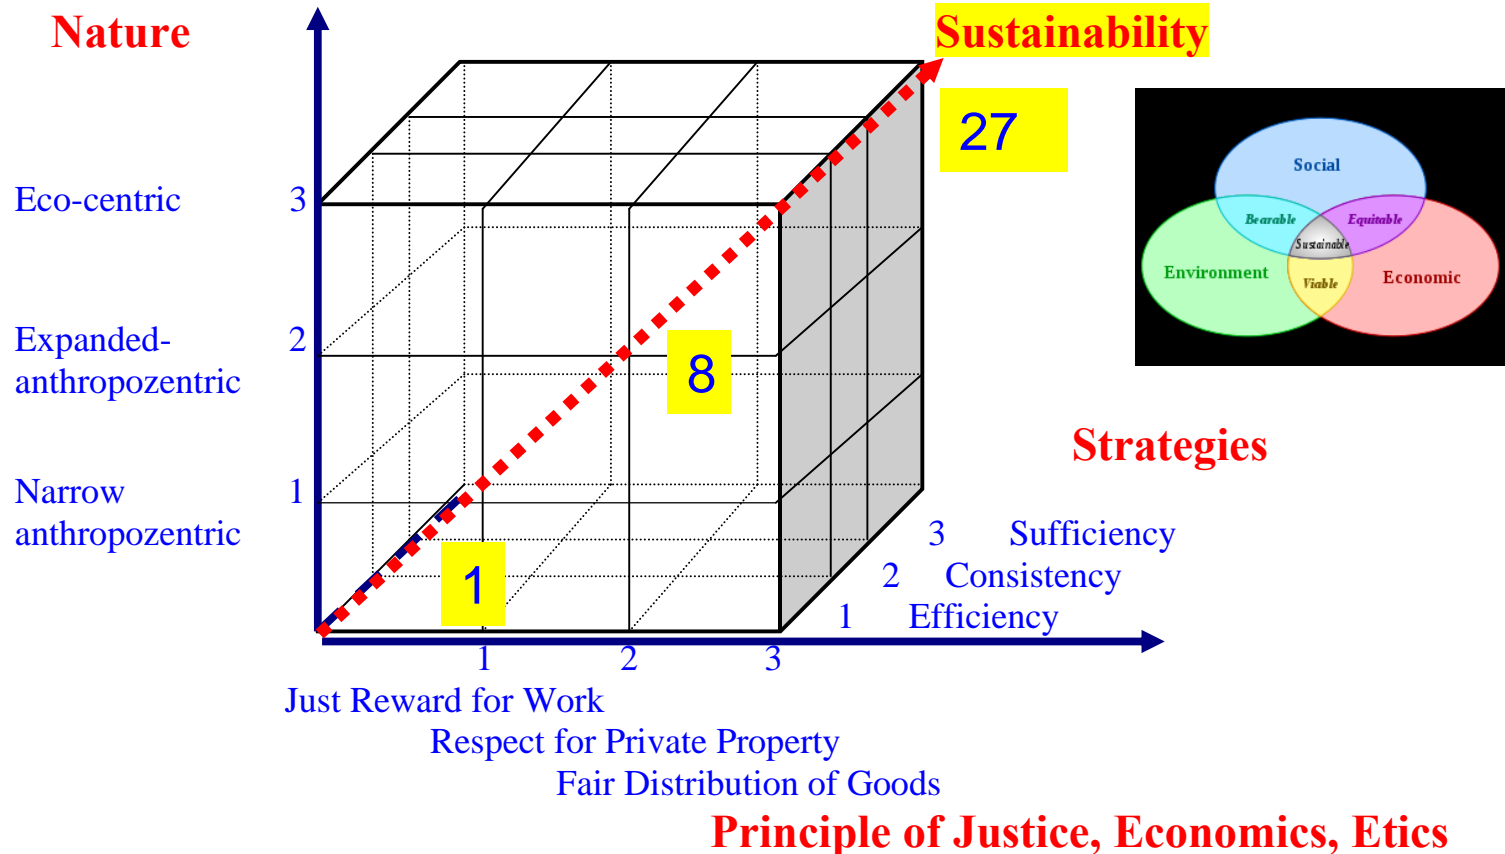 Nature
Sustainability
27
Social
Bearable
Equitable
Sustainable
Environment
Economic
Viable
Eco-centric
3
Expanded-
anthropozentric
2
8
Strategies
Narrow
anthropozentric
1
1
3 Sufficiency
2 Consistency
1 Efficiency
1 2 3
Just Reward for Work
Respect for Private Property
Fair Distribution of Goods
Principle of Justice, Economics, Etics